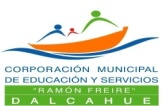 CORPORACIÓN MUNICIPAL
DE EDUCACIÓN Y SERVICIOS
"RAMÓN FREIRE"
DALCAHUE